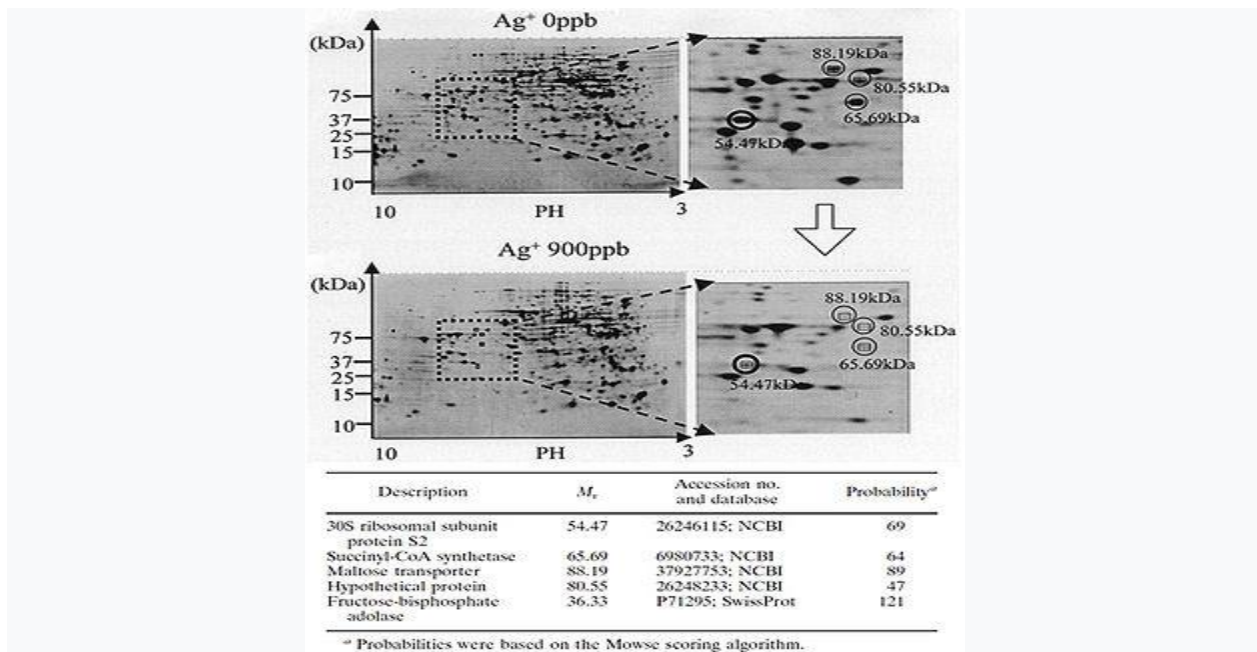 Ag⁺ 0ppb
(kDa)
75
37
25
15
10
88.19kDa
80.55kDa
65.69kDa
54.47kDa
10 PH 3
Ag⁺ 900ppb
(kDa)
75
37
25
15
10
88.19kDa
80.55kDa
65.69kDa
54.47kDa
10 PH 3
Description Mr Accession no. and database Probabilityᵃ
30S ribosomal subunit protein S2 54.47 26246115; NCBI 69
Succinyl-CoA synthetase 65.69 6980733; NCBI 64
Maltose transporter 88.19 37927753; NCBI 89
Hypothetical protein 80.55 26248233; NCBI 47
Fructose-bisphosphate adolase 36.33 P71295; SwissProt 121
ᵃ Probabilities were based on the Mowse scoring algorithm.